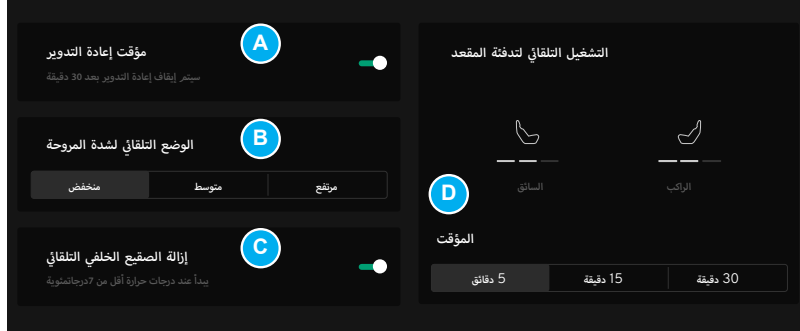 A
مؤقت إعادة التدوير
سيتم إيقاف إعادة التدوير بعد 30 دقيقة
B
الوضع التلقائي لشدة المروحة
منخفض
متوسط
مرتفع
C
إزالة الصقيع الخلفي التلقائي
يبدأ عند درجات حرارة أقل من 7درجاتمئوية
التشغيل التلقائي لتدفئة المقعد
السائق
الراكب
D
المؤقت
5 دقائق
15 دقيقة
30 دقيقة